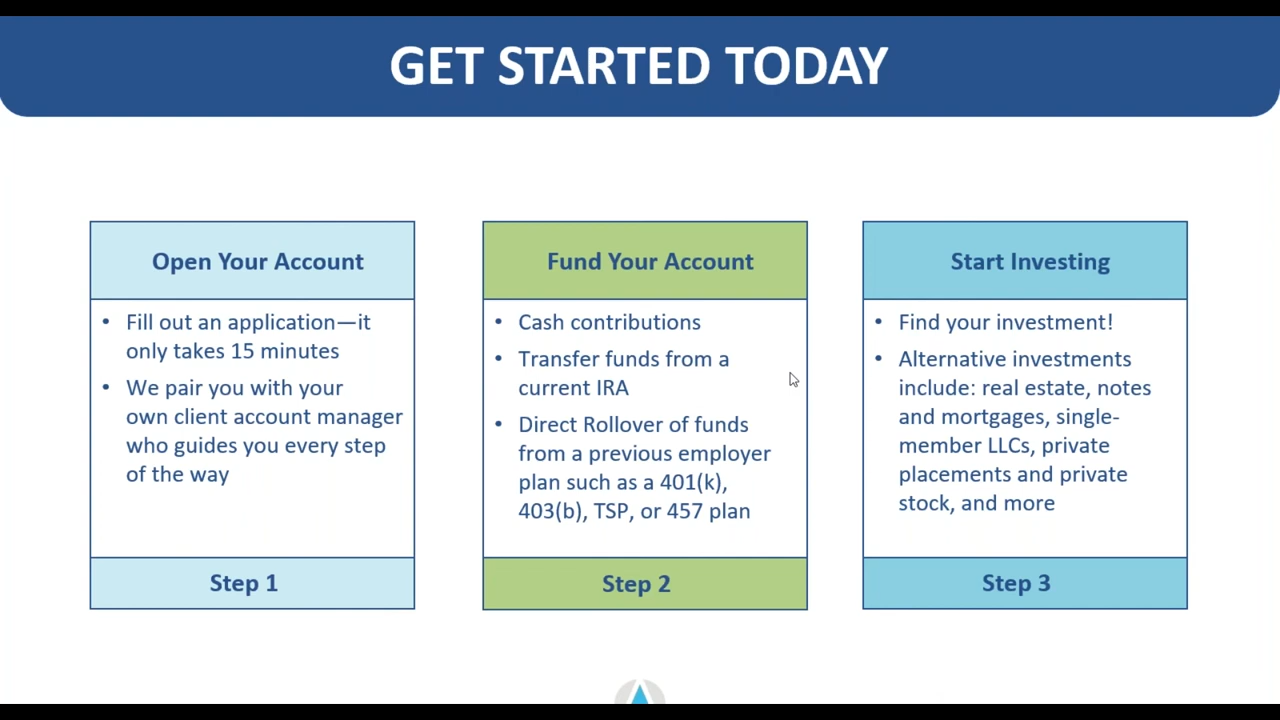 GET STARTED TODAY
Open Your Account
• Fill out an application—it
only takes 15 minutes
• We pair you with your
own client account manager
who guides you every step
of the way
Step 1
Fund Your Account
• Cash contributions
• Transfer funds from a
current IRA
• Direct Rollover of funds
from a previous employer
plan such as a 401(k),
403(b), TSP, or 457 plan
Step 2
Start Investing
• Find your investment!
• Alternative investments
include: real estate, notes
and mortgages, single-
member LLCs, private
placements and private
stock, and more
Step 3